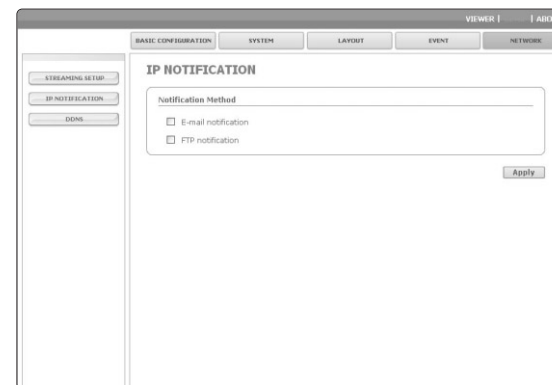 VIEWER | | ABO
BASIC CONFIGURATION SYSTEM LAYOUT EVENT NETWORK
STREAMING SETUP
IP NOTIFICATION
DDNS
IP NOTIFICATION
Notification Method
E-mail notification
FTP notification
Apply